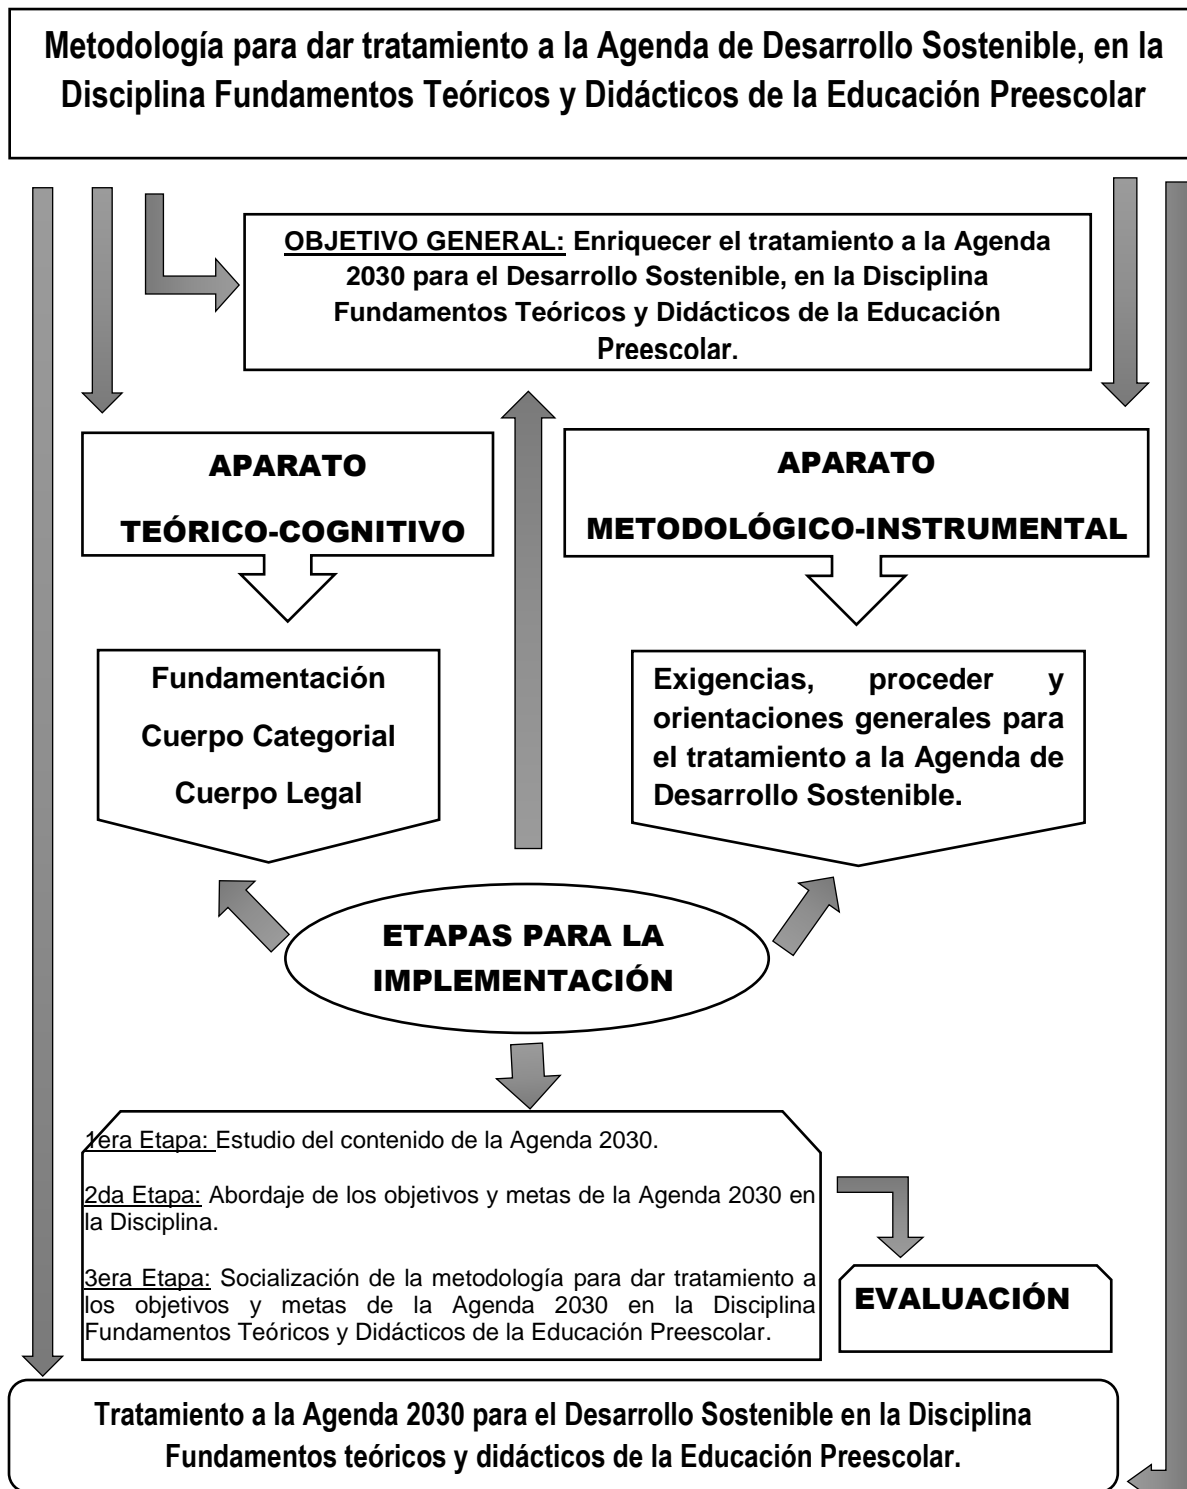 Metodología para dar tratamiento a la Agenda de Desarrollo Sostenible, en la
Disciplina Fundamentos Teóricos y Didácticos de la Educación Preescolar
OBJETIVO GENERAL: Enriquecer el tratamiento a la Agenda
2030 para el Desarrollo Sostenible, en la Disciplina
Fundamentos Teóricos y Didácticos de la Educación
Preescolar.
APARATO
TEÓRICO-COGNITIVO
APARATO
METODOLÓGICO-INSTRUMENTAL
Fundamentación
Cuerpo Categorial
Cuerpo Legal
Exigencias, proceder y
orientaciones generales para
el tratamiento a la Agenda de
Desarrollo Sostenible.
ETAPAS PARA LA
IMPLEMENTACIÓN
1era Etapa: Estudio del contenido de la Agenda 2030.
2da Etapa: Abordaje de los objetivos y metas de la Agenda 2030 en
la Disciplina.
3era Etapa: Socialización de la metodología para dar tratamiento a
los objetivos y metas de la Agenda 2030 en la Disciplina
Fundamentos Teóricos y Didácticos de la Educación Preescolar.
EVALUACIÓN
Tratamiento a la Agenda 2030 para el Desarrollo Sostenible en la Disciplina
Fundamentos teóricos y didácticos de la Educación Preescolar.